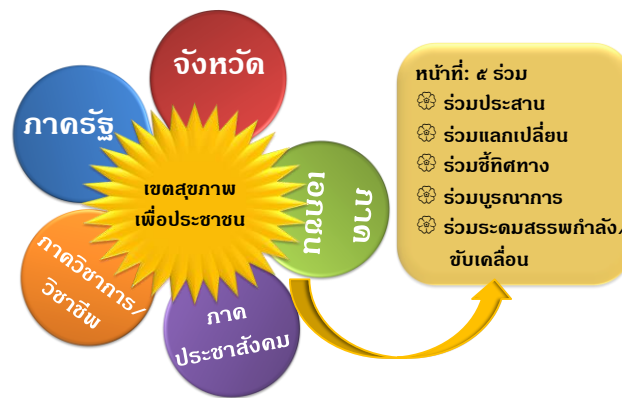 จังหวัด
ภาครัฐ
เขตสุขภาพ
เพื่อประชาชน
ภาค
เอกชน
ภาควิชาการ/
วิชาชีพ
ภาค
ประชาสังคม
หน้าที่: ๕ ร่วม
ร่วมประสาน
ร่วมแลกเปลี่ยน
ร่วมชี้ทิศทาง
ร่วมบูรณาการ
ร่วมระดมสรรพกำลัง/
ขับเคลื่อน